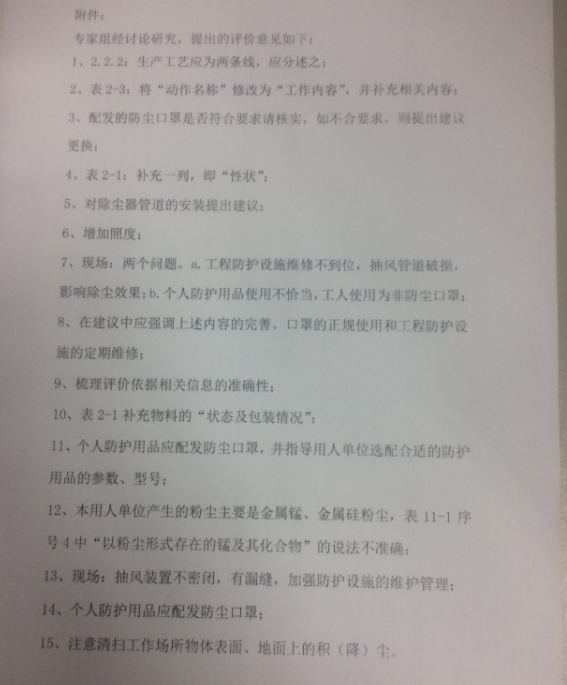 附件：
专家组经讨论研究，提出的评价意见如下：
1、2.2.2：生产工艺应为两条线，应分述之；
2、表 2-3：将“动作名称”修改为“工作内容”，并补充相关内容；
3、配发的防尘口罩是否符合要求请核实，如不合要求，则提出建议
更换；
4、表 2-1：补充一列，即“性状”；
5、对除尘器管道的安装提出建议；
6、增加照度；
7、现场：两个问题。a.工程防护设施维修不到位，抽风管道破损，
影响除尘效果；b.个人防护用品使用不恰当，工人使用为非防尘口罩；
8、在建议中应强调上述内容的完善。口罩的正规使用和工程防护设
施的定期维修；
9、梳理评价依据相关信息的准确性；
10、表 2-1 补充物料的“状态及包装情况”；
11、个人防护用品应配发防尘口罩，并指导用人单位选配合适的防护
用品的参数、型号；
12、本用人单位产生的粉尘主要是金属锰、金属硅粉尘，表 11-1 序
号 4 中“以粉尘形式存在的锰及其化合物”的说法不准确；
13、现场：抽风装置不密闭，有漏缝，加强防护设施的维护管理；
14、个人防护用品应配发防尘口罩；
15、注意清扫工作场所物体表面、地面上的积（降）尘。